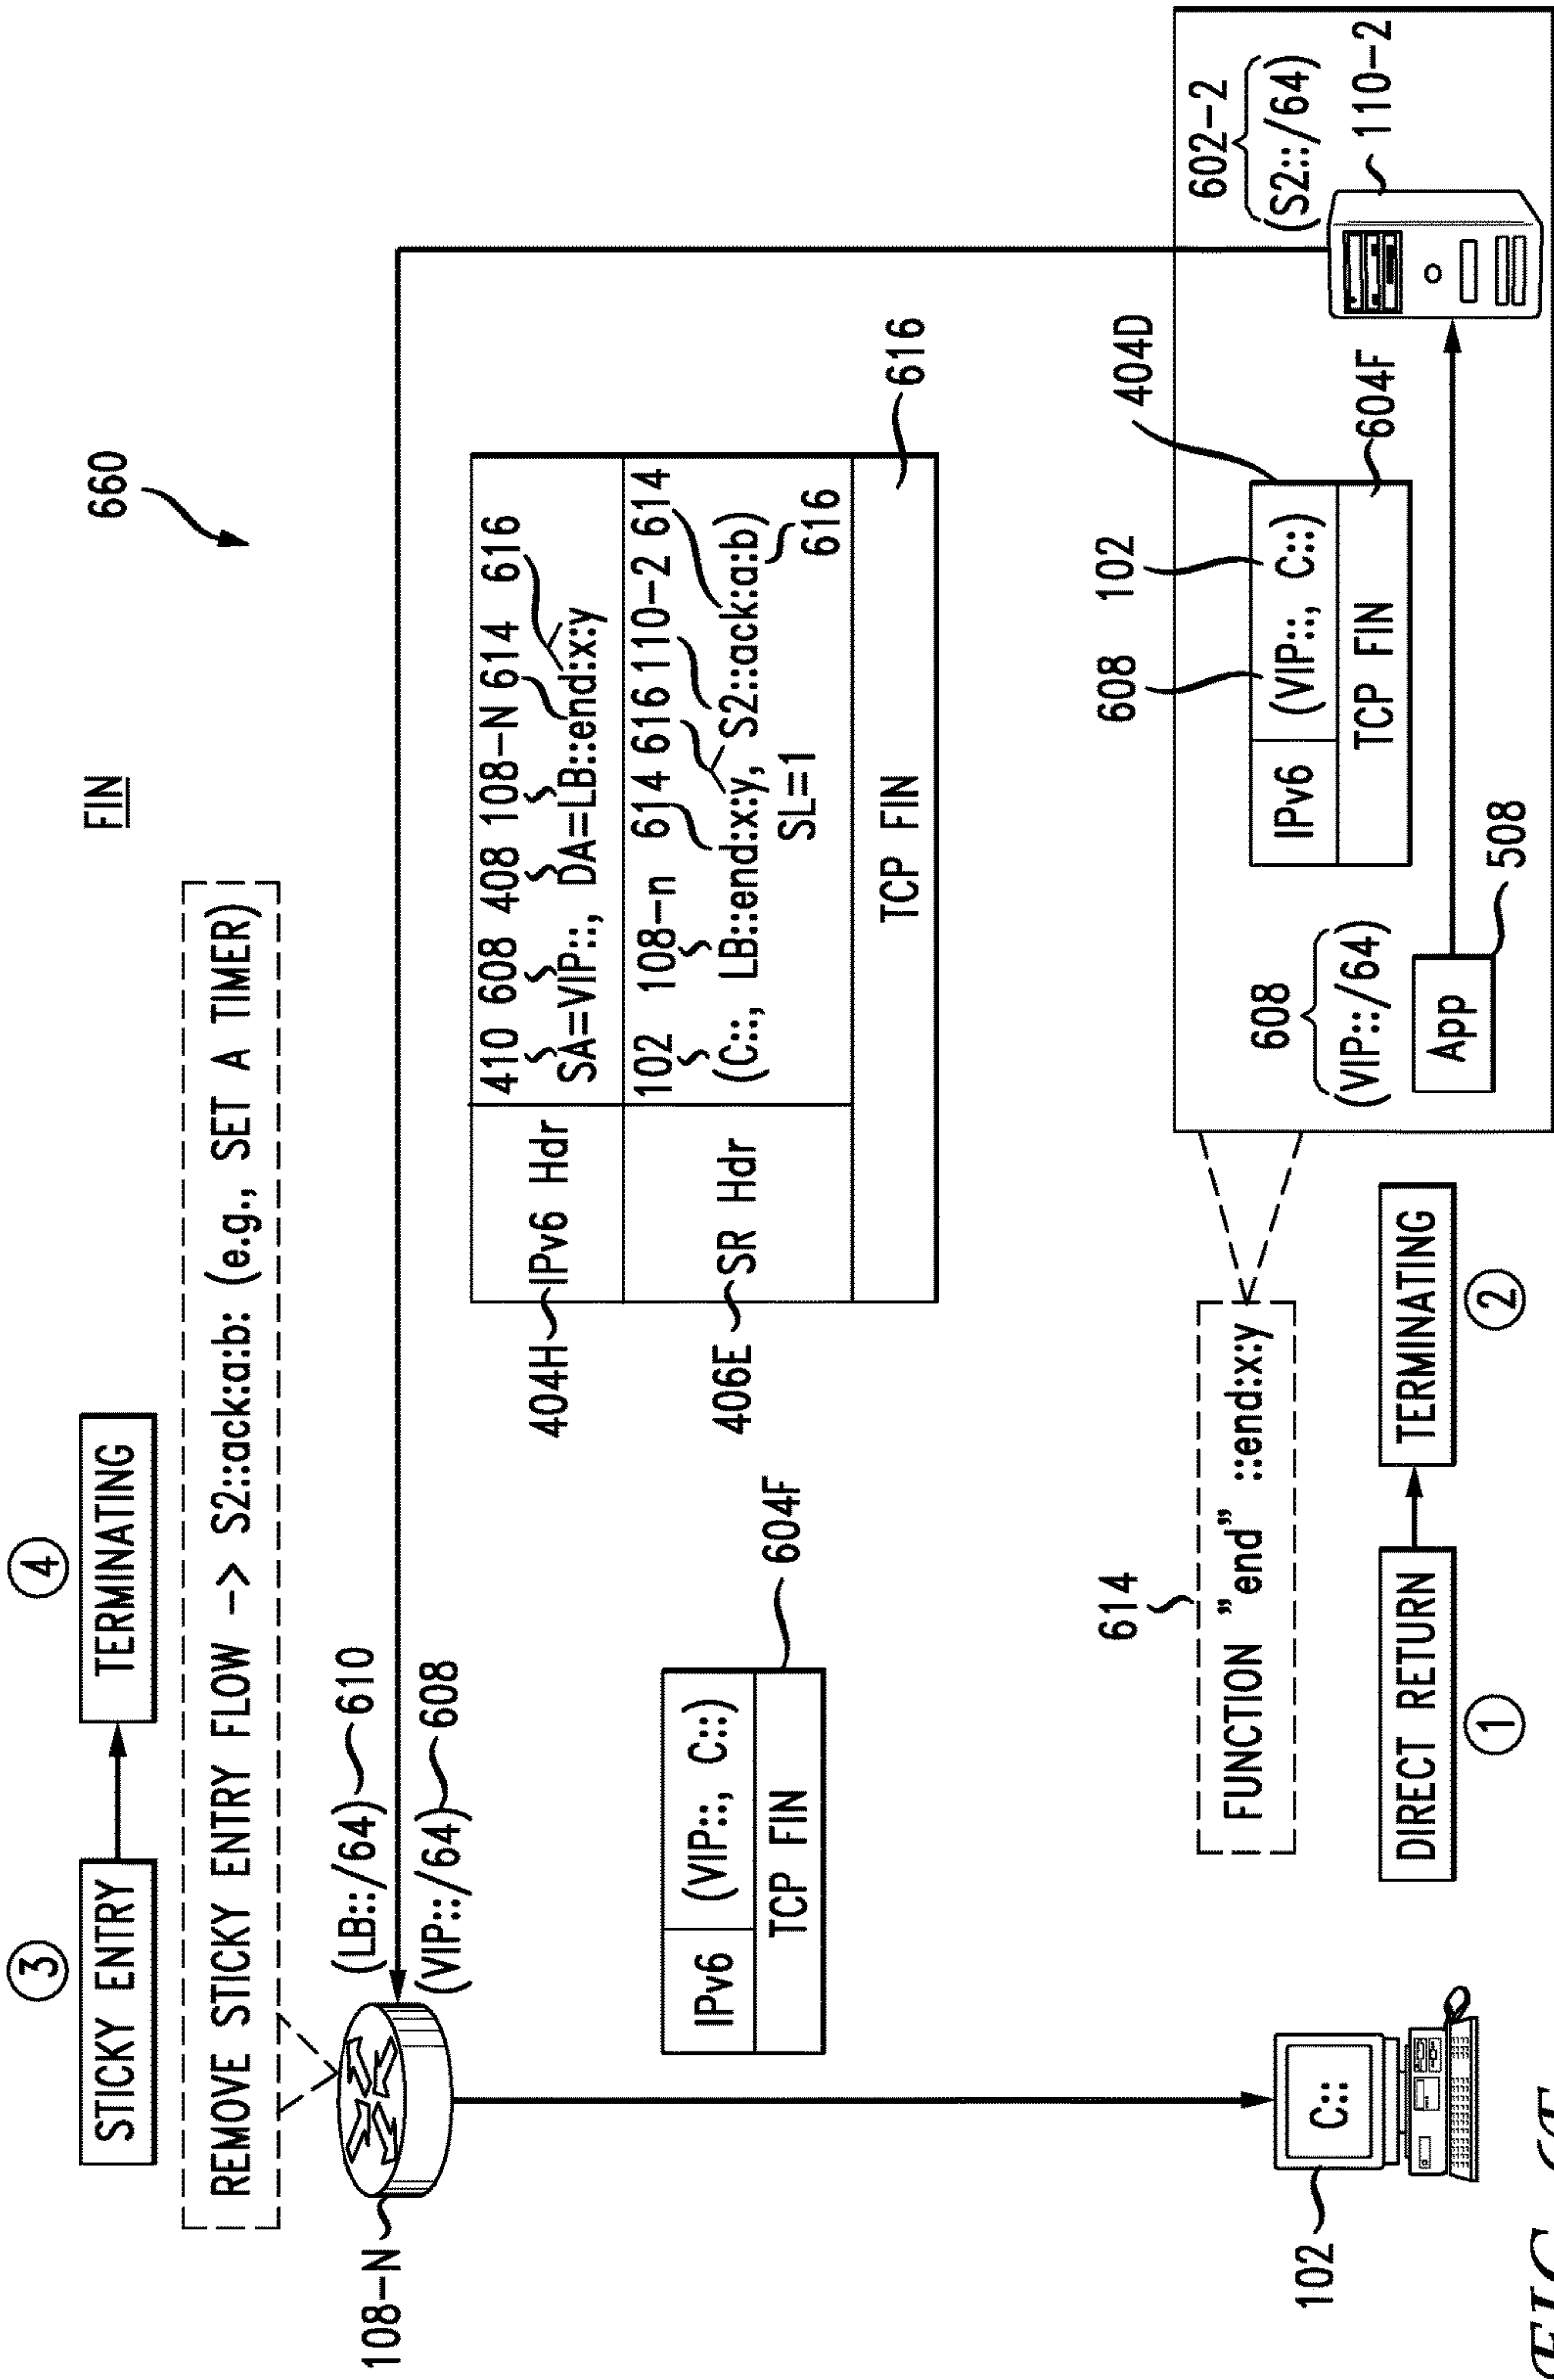 FIN
660
③ ④
STICKY ENTRY TERMINATING
REMOVE STICKY ENTRY FLOW -> S2::ack:a:b: (e.g., SET A TIMER)
108-N
(LB::/64) 610
(VIP::/64) 608
410 608 408 108-N 614 616
404H IPv6 Hdr SA=VIP::, DA=LB::end:x:y
102 108-n 614 616 110-2 614
406E SR Hdr (C::, LB::end:x:y, S2::ack:a:b)
SL=1 616
TCP FIN 616
IPv6 (VIP::, C::)
TCP FIN
604F
614
FUNCTION "end" ::end:x:y
DIRECT RETURN TERMINATING
① ②
602-2
(S2::/64)
110-2
404D
608 102
IPv6 (VIP::, C::)
TCP FIN 604F
608
(VIP::/64)
App
508
C::
102